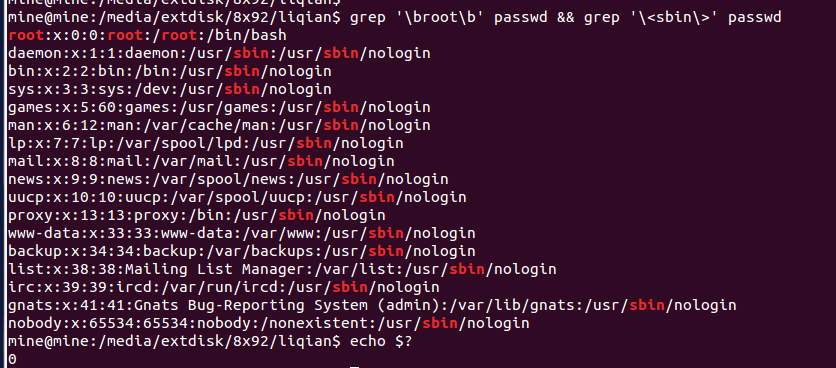 mine@mine:/media/extdisk/8x92/liqian$
mine@mine:/media/extdisk/8x92/liqian$ grep '\broot\b' passwd && grep '\<sbin\>' passwd
root:x:0:0:root:/root:/bin/bash
daemon:x:1:1:daemon:/usr/sbin:/usr/sbin/nologin
bin:x:2:2:bin:/bin:/usr/sbin/nologin
sys:x:3:3:sys:/dev:/usr/sbin/nologin
games:x:5:60:games:/usr/games:/usr/sbin/nologin
man:x:6:12:man:/var/cache/man:/usr/sbin/nologin
lp:x:7:7:lp:/var/spool/lpd:/usr/sbin/nologin
mail:x:8:8:mail:/var/mail:/usr/sbin/nologin
news:x:9:9:news:/var/spool/news:/usr/sbin/nologin
uucp:x:10:10:uucp:/var/spool/uucp:/usr/sbin/nologin
proxy:x:13:13:proxy:/bin:/usr/sbin/nologin
www-data:x:33:33:www-data:/var/www:/usr/sbin/nologin
backup:x:34:34:backup:/var/backups:/usr/sbin/nologin
list:x:38:38:Mailing List Manager:/var/list:/usr/sbin/nologin
irc:x:39:39:ircd:/var/run/ircd:/usr/sbin/nologin
gnats:x:41:41:Gnats Bug-Reporting System (admin):/var/lib/gnats:/usr/sbin/nologin
nobody:x:65534:65534:nobody:/nonexistent:/usr/sbin/nologin
mine@mine:/media/extdisk/8x92/liqian$ echo $?
0